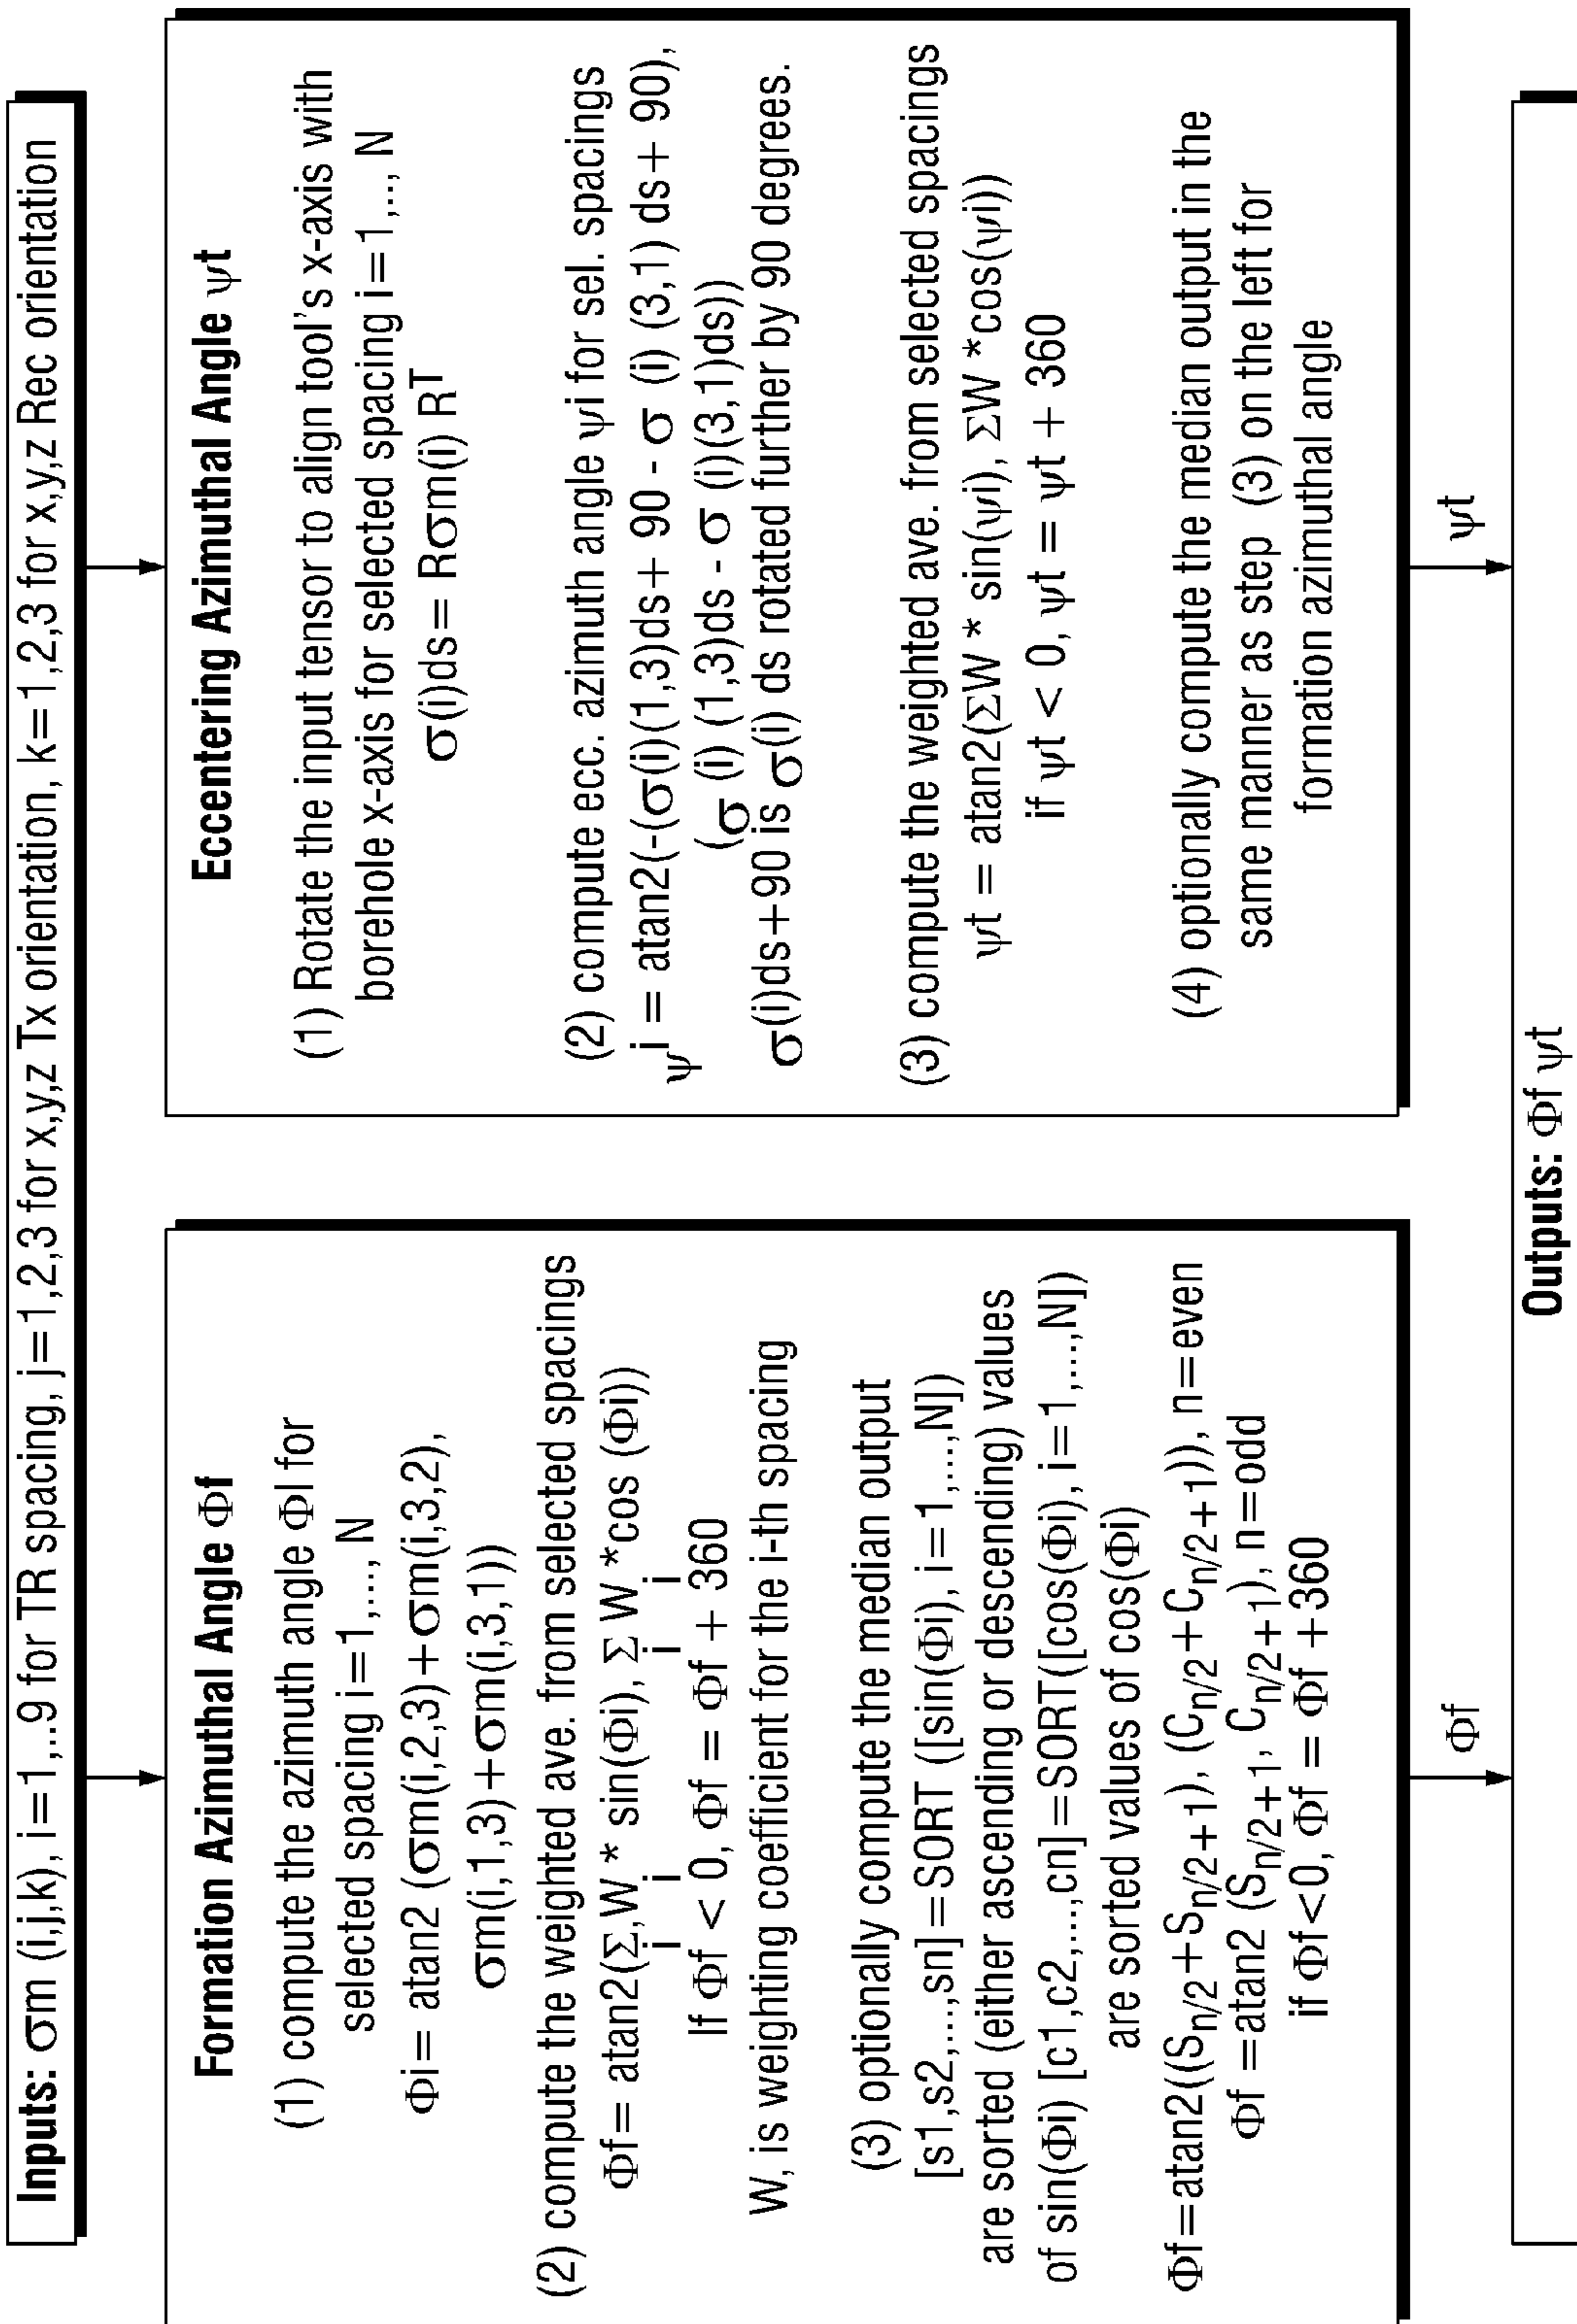 Inputs: σm (i,j,k), i=1,..9 for TR spacing, j=1,2,3 for x,y,z Tx orientation, k=1,2,3 for x,y,z Rec orientation
Formation Azimuthal Angle Φf
(1) compute the azimuth angle ΦI for
selected spacing i=1,..., N
Φi= atan2 (σm(i,2,3)+σm(i,3,2),
σm(i,1,3)+σm(i,3,1))
(2) compute the weighted ave. from selected spacings
Φf= atan2(Σ,W * sin(Φi), Σ W *cos (Φi))
i i i i
If Φf < 0, Φf = Φf + 360
W, is weighting coefficient for the i-th spacing
(3) optionally compute the median output
[s1,s2,...,sn]=SORT ([sin(Φi), i=1,...,N])
are sorted (either ascending or descending) values
of sin(Φi) [c1,c2,...,cn]=SORT([cos(Φi), i=1,...,N])
are sorted values of cos(Φi)
Φf=atan2((Sn/2+Sn/2+1), (Cn/2+Cn/2+1)), n=even
Φf =atan2 (Sn/2+1, Cn/2+1), n=odd
if Φf<0, Φf = Φf +360
Φf
Eccentering Azimuthal Angle ψt
(1) Rotate the input tensor to align tool's x-axis with
borehole x-axis for selected spacing i=1,..., N
σ(i)ds= Rσm(i) RT
(2) compute ecc. azimuth angle ψi for sel. spacings
ψi = atan2(-(σ(i)(1,3)ds+ 90 - σ (i) (3,1) ds+ 90),
(σ (i) (1,3)ds - σ (i)(3,1)ds))
σ(i)ds+90 is σ(i) ds rotated further by 90 degrees.
(3) compute the weighted ave. from selected spacings
ψt = atan2(ΣW * sin(ψi), ΣW *cos(ψi))
if ψt < 0, ψt = ψt + 360
(4) optionally compute the median output in the
same manner as step (3) on the left for
formation azimuthal angle
ψt
Outputs: Φf ψt